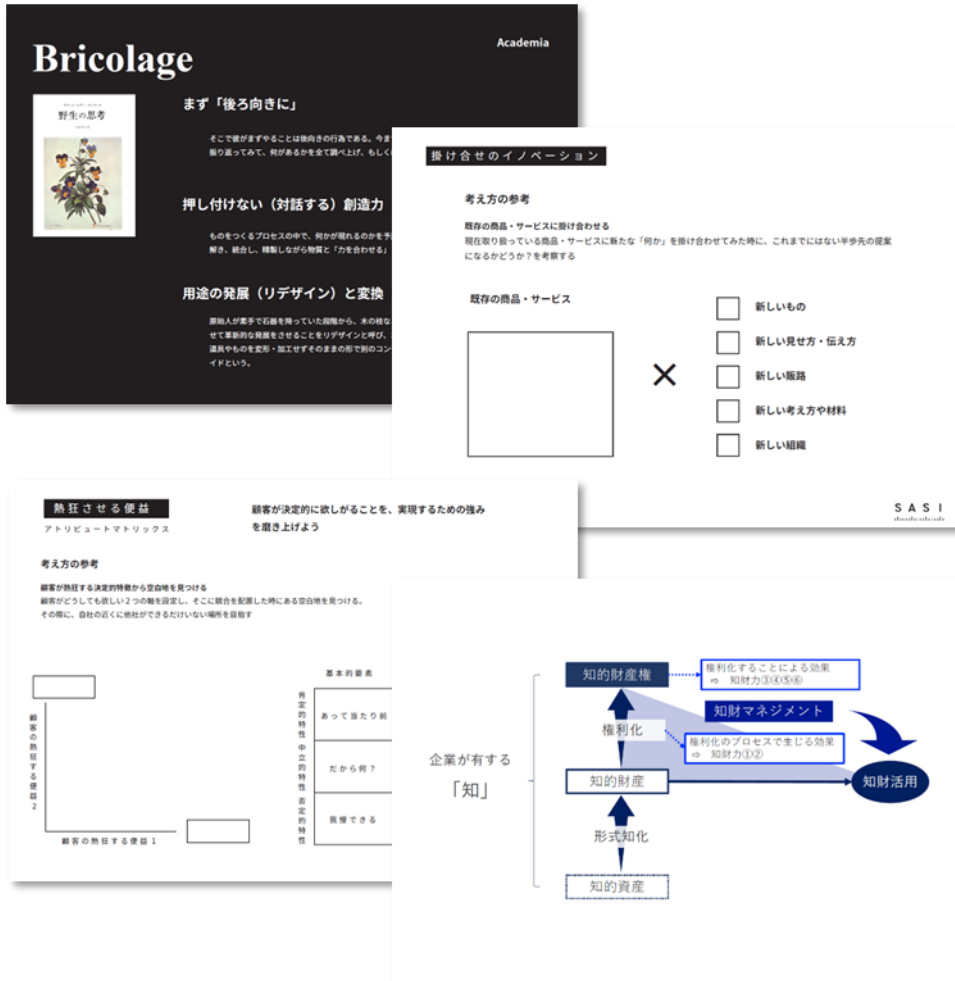 Bricolage
Academia
野生の思考
まず「後ろ向きに」
そこで彼がまずやることは後向きの行為である。今ま
振り返ってみて、何があるかを全て調べ上げ、もしく
押し付けない（対話する）創造力
ものをつくるプロセスの中で、何かが現れるのかを予
解き、統合し、精製しながら物質と「力を合わせる」
用途の発展（リデザイン）と変換
原始人が素手で石器を持っていた段階から、木の枝な
せて革新的な発展をさせることをリデザインと呼び、
道具やものを変形・加工せずそのままの形で別のコン
イドという。
掛け合せのイノベーション
考え方の参考
既存の商品・サービスに掛け合わせる
現在取り扱っている商品・サービスに新たな「何か」を掛け合わせてみた時に、これまでにはない半歩先の提案
になるかどうか？を考察する
既存の商品・サービス
×
新しいもの
新しい見せ方・伝え方
新しい販路
新しい考え方や材料
新しい組織
SASI
熱狂させる便益
アトリビュートマトリックス
顧客が決定的に欲しがることを、実現するための強み
を磨き上げよう
考え方の参考
顧客が熱狂する決定的特徴から空白地を見つける
顧客がどうしても欲しい2つの軸を設定し、そこに競合を配置した時にある空白地を見つける。
その際に、自社の近くに他社ができるだけいない場所を目指す
顧客の熱狂する便益2
顧客の熱狂する便益1
基本的要素
肯定的特性
あって当たり前
中立的特性
だから何？
否定的特性
我慢できる
企業が有する
「知」
知的財産権
権利化することによる効果
⇨ 知財力③④⑤⑥
知財マネジメント
権利化
権利化のプロセスで生じる効果
⇨ 知財力①②
知的財産
知財活用
形式知化
知的資産